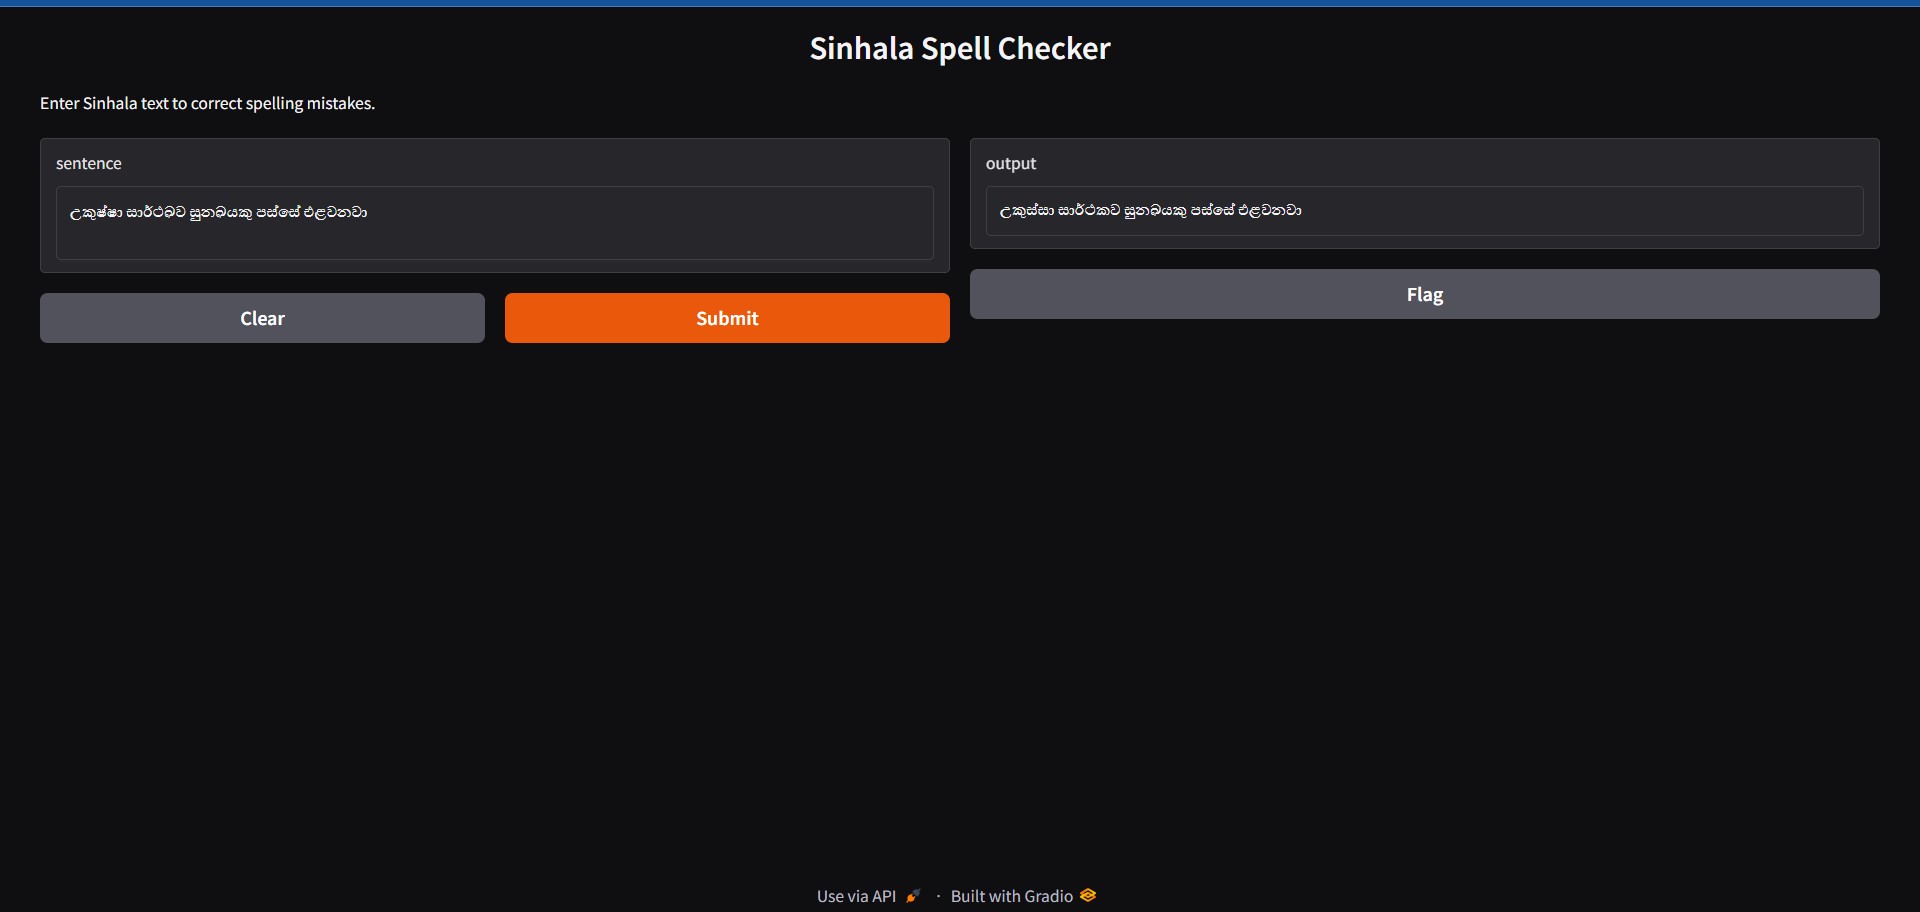 Sinhala Spell Checker
Enter Sinhala text to correct spelling mistakes.
sentence
උකුෂ්ෂා සාර්ථබව සුනඛයකු පස්සේ එළවනවා
Clear
Submit
output
උකුස්සා සාර්ථකව සුනඛයකු පස්සේ එළවනවා
Flag
Use via API · Built with Gradio